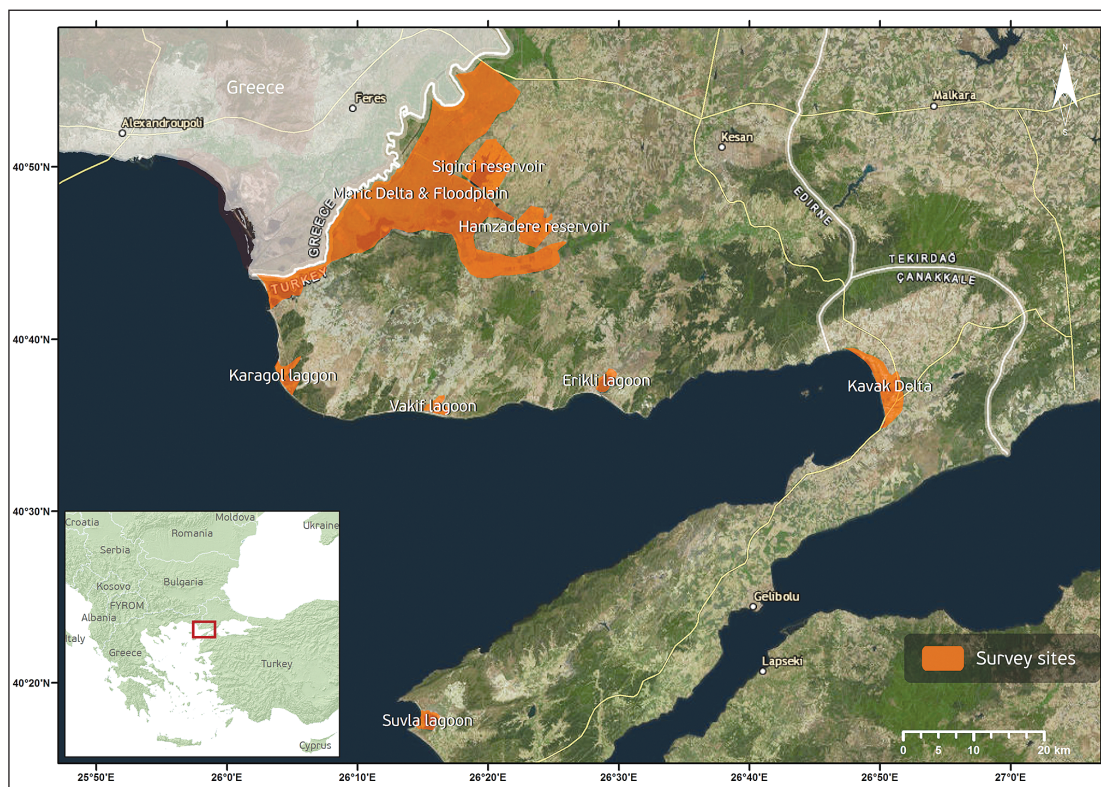 Greece
Feres
Alexandroupoli
Malkara
Kesan
40°50'N
Sigirci reservoir
Meric Delta & Floodplain
GREECE
Hamzadere reservoir
EDIRNE
TEKIRDAĞ
ÇANAKKALE
TURKEY
40°40'N
Karagol laggon
Vakif lagoon
Erikli lagoon
Kavak Delta
40°30'N
Croatia
Moldova
Ukraine
Romania
Serbia
Kosovo
Bulgaria
FYROM
Albania
Italy
Greece
Turkey
Cyprus
Gelibolu
Lapseki
Survey sites
40°20'N
Suvla lagoon
0 5 10 20 km
25°50'E
26°0'E
26°10'E
26°20'E
26°30'E
26°40'E
26°50'E
27°0'E
N
S